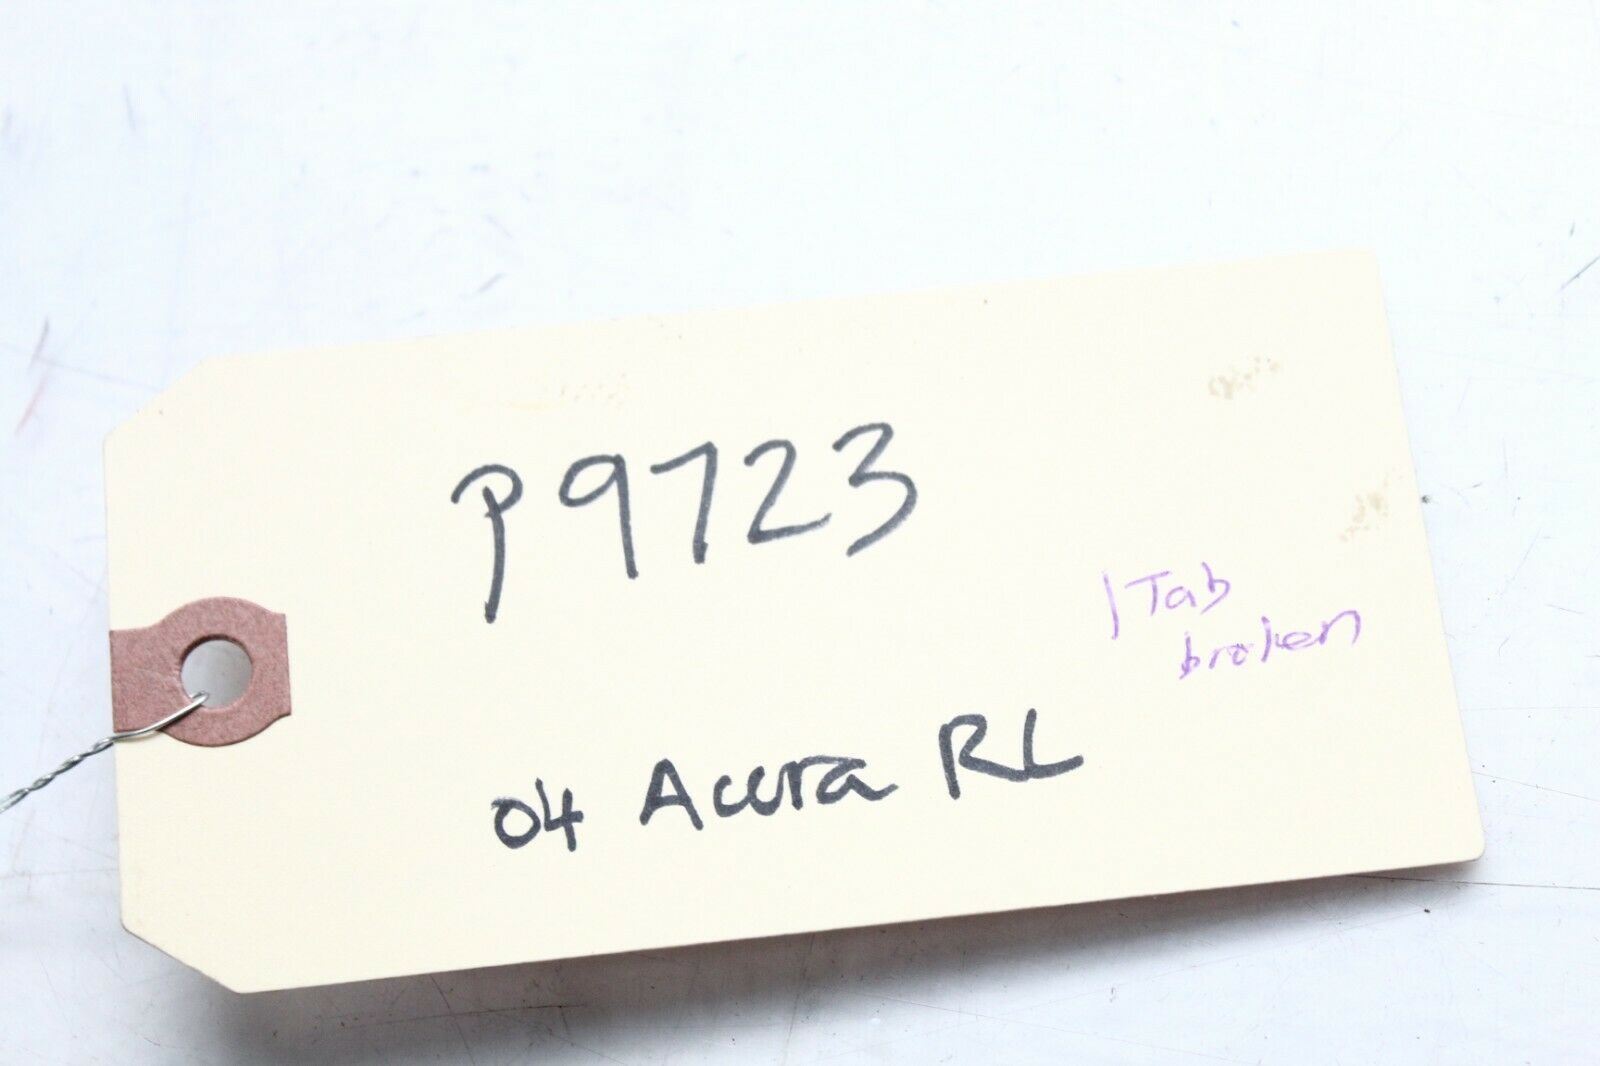 P9723
1 Tab
broken
04 Acura RL